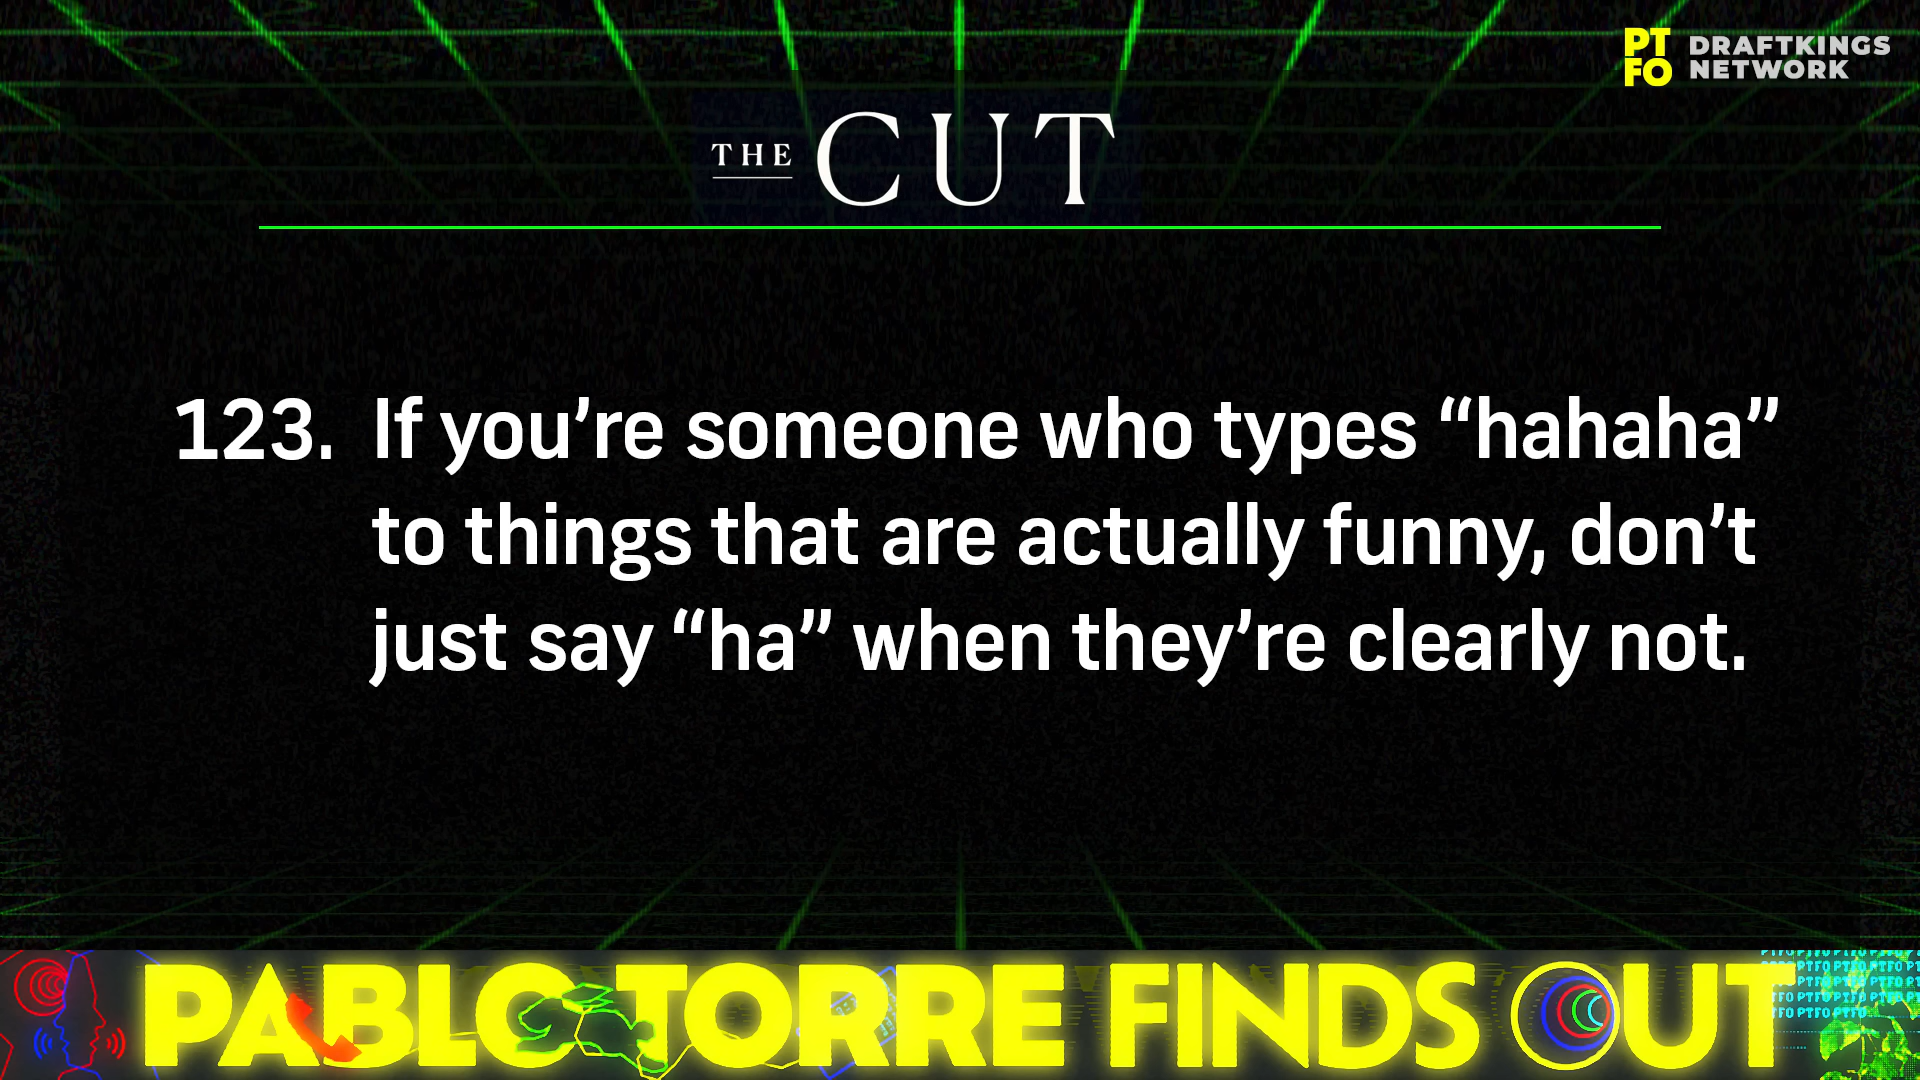 PT
FO
DRAFTKINGS
NETWORK
THE CUT
123. If you’re someone who types “hahaha”
to things that are actually funny, don’t
just say “ha” when they’re clearly not.
PABLO TORRE FINDS OUT